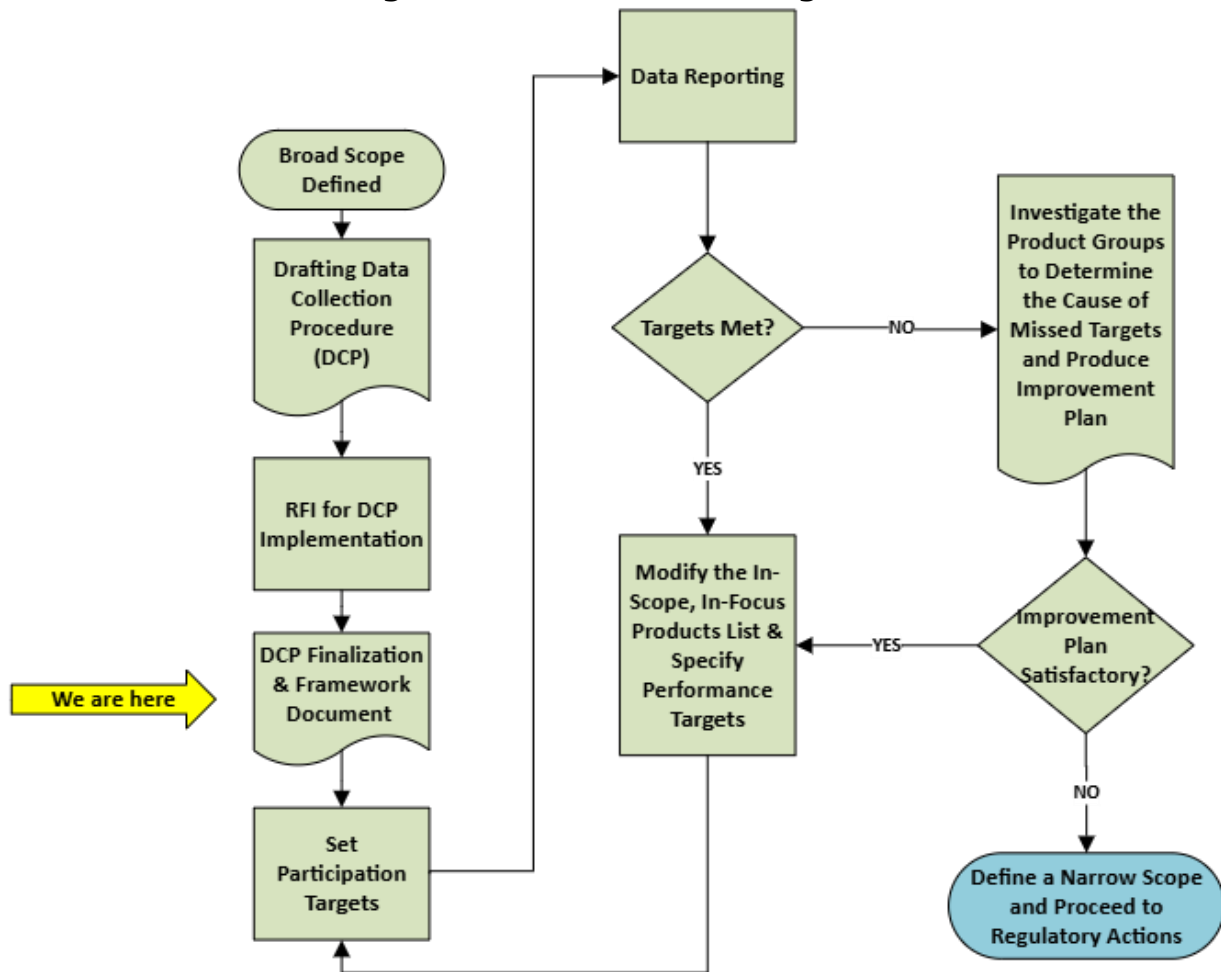 Broad Scope
Defined
Drafting Data
Collection
Procedure
(DCP)
RFI for DCP
Implementation
We are here
DCP Finalization
& Framework
Document
Set
Participation
Targets
Data Reporting
Targets Met?
NO
YES
Modify the In-
Scope, In-Focus
Products List &
Specify
Performance
Targets
Investigate the
Product Groups
to Determine
the Cause of
Missed Targets
and Produce
Improvement
Plan
Improvement
Plan
Satisfactory?
YES
NO
Define a Narrow Scope
and Proceed to
Regulatory Actions